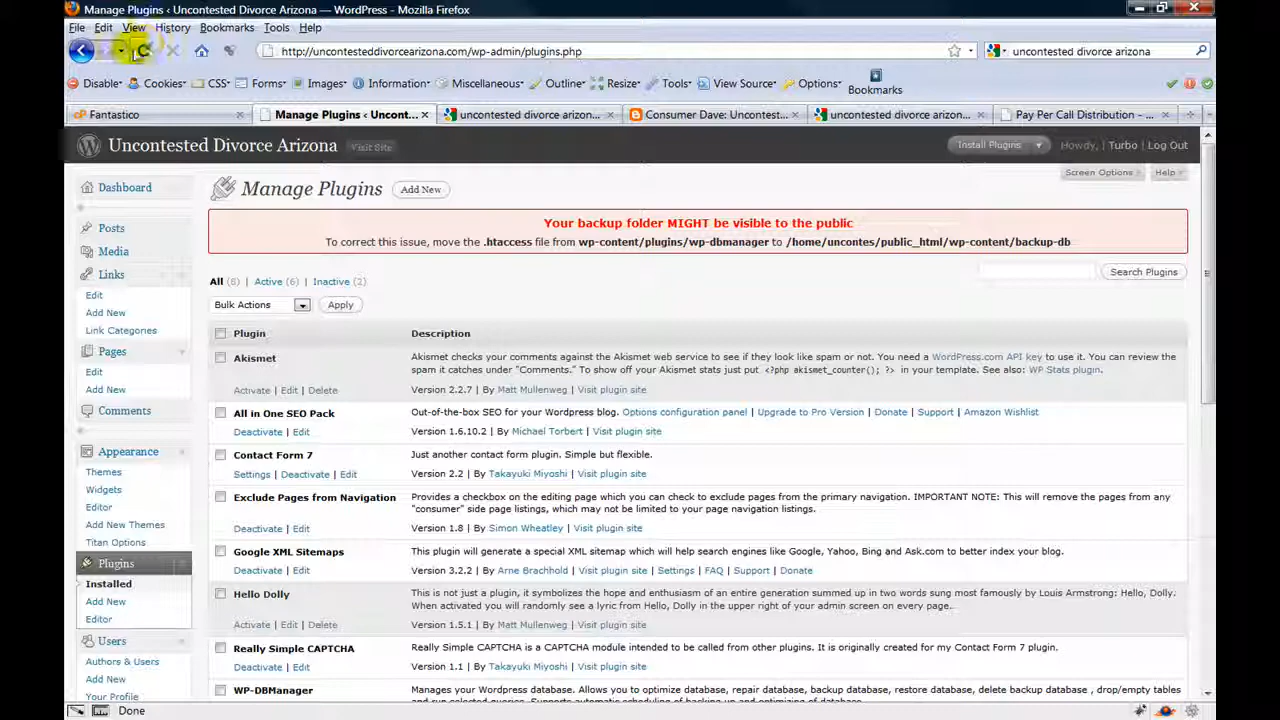 Manage Plugins ‹ Uncontested Divorce Arizona — WordPress - Mozilla Firefox
File Edit View History Bookmarks Tools Help
http://uncontesteddivorcearizona.com/wp-admin/plugins.php uncontested divorce arizona
Disable Cookies CSS Forms Images Information Miscellaneous Outline Resize Tools View Source Options Bookmarks
Fantastico Manage Plugins ‹ Uncont... uncontested divorce arizon... Consumer Dave: Uncontest... uncontested divorce arizon... Pay Per Call Distribution - ...
Uncontested Divorce Arizona Visit Site Install Plugins Howdy, Turbo | Log Out
Screen Options Help
Dashboard
Posts
Media
Links
Edit
Add New
Link Categories
Pages
Edit
Add New
Comments
Appearance
Themes
Widgets
Editor
Add New Themes
Titan Options
Plugins
Installed
Add New
Editor
Users
Authors & Users
Add New
Your Profile
Manage Plugins Add New
Your backup folder MIGHT be visible to the public
To correct this issue, move the .htaccess file from wp-content/plugins/wp-dbmanager to /home/uncontes/public_html/wp-content/backup-db
All (8) | Active (6) | Inactive (2) Search Plugins
Bulk Actions Apply
Plugin Description
Akismet Akismet checks your comments against the Akismet web service to see if they look like spam or not. You need a WordPress.com API key to use it. You can review the
spam it catches under "Comments." To show off your Akismet stats just put <?php akismet_counter(); ?> in your template. See also: WP Stats plugin.
Activate | Edit | Delete Version 2.2.7 | By Matt Mullenweg | Visit plugin site
All in One SEO Pack Out-of-the-box SEO for your Wordpress blog. Options configuration panel | Upgrade to Pro Version | Donate | Support | Amazon Wishlist
Deactivate | Edit Version 1.6.10.2 | By Michael Torbert | Visit plugin site
Contact Form 7 Just another contact form plugin. Simple but flexible.
Settings | Deactivate | Edit Version 2.2 | By Takayuki Miyoshi | Visit plugin site
Exclude Pages from Navigation Provides a checkbox on the editing page which you can check to exclude pages from the primary navigation. IMPORTANT NOTE: This will remove the pages from any
"consumer" side page listings, which may not be limited to your page navigation listings.
Deactivate | Edit Version 1.8 | By Simon Wheatley | Visit plugin site
Google XML Sitemaps This plugin will generate a special XML sitemap which will help search engines like Google, Yahoo, Bing and Ask.com to better index your blog.
Deactivate | Edit Version 3.2.2 | By Arne Brachhold | Visit plugin site | Settings | FAQ | Support | Donate
Hello Dolly This is not just a plugin, it symbolizes the hope and enthusiasm of an entire generation summed up in two words sung most famously by Louis Armstrong: Hello, Dolly.
When activated you will randomly see a lyric from Hello, Dolly in the upper right of your admin screen on every page.
Activate | Edit | Delete Version 1.5.1 | By Matt Mullenweg | Visit plugin site
Really Simple CAPTCHA Really Simple CAPTCHA is a CAPTCHA module intended to be called from other plugins. It is originally created for my Contact Form 7 plugin.
Deactivate | Edit Version 1.1 | By Takayuki Miyoshi | Visit plugin site
WP-DBManager Manages your Wordpress database. Allows you to optimize database, repair database, backup database, restore database, delete backup database , drop/empty tables
Done